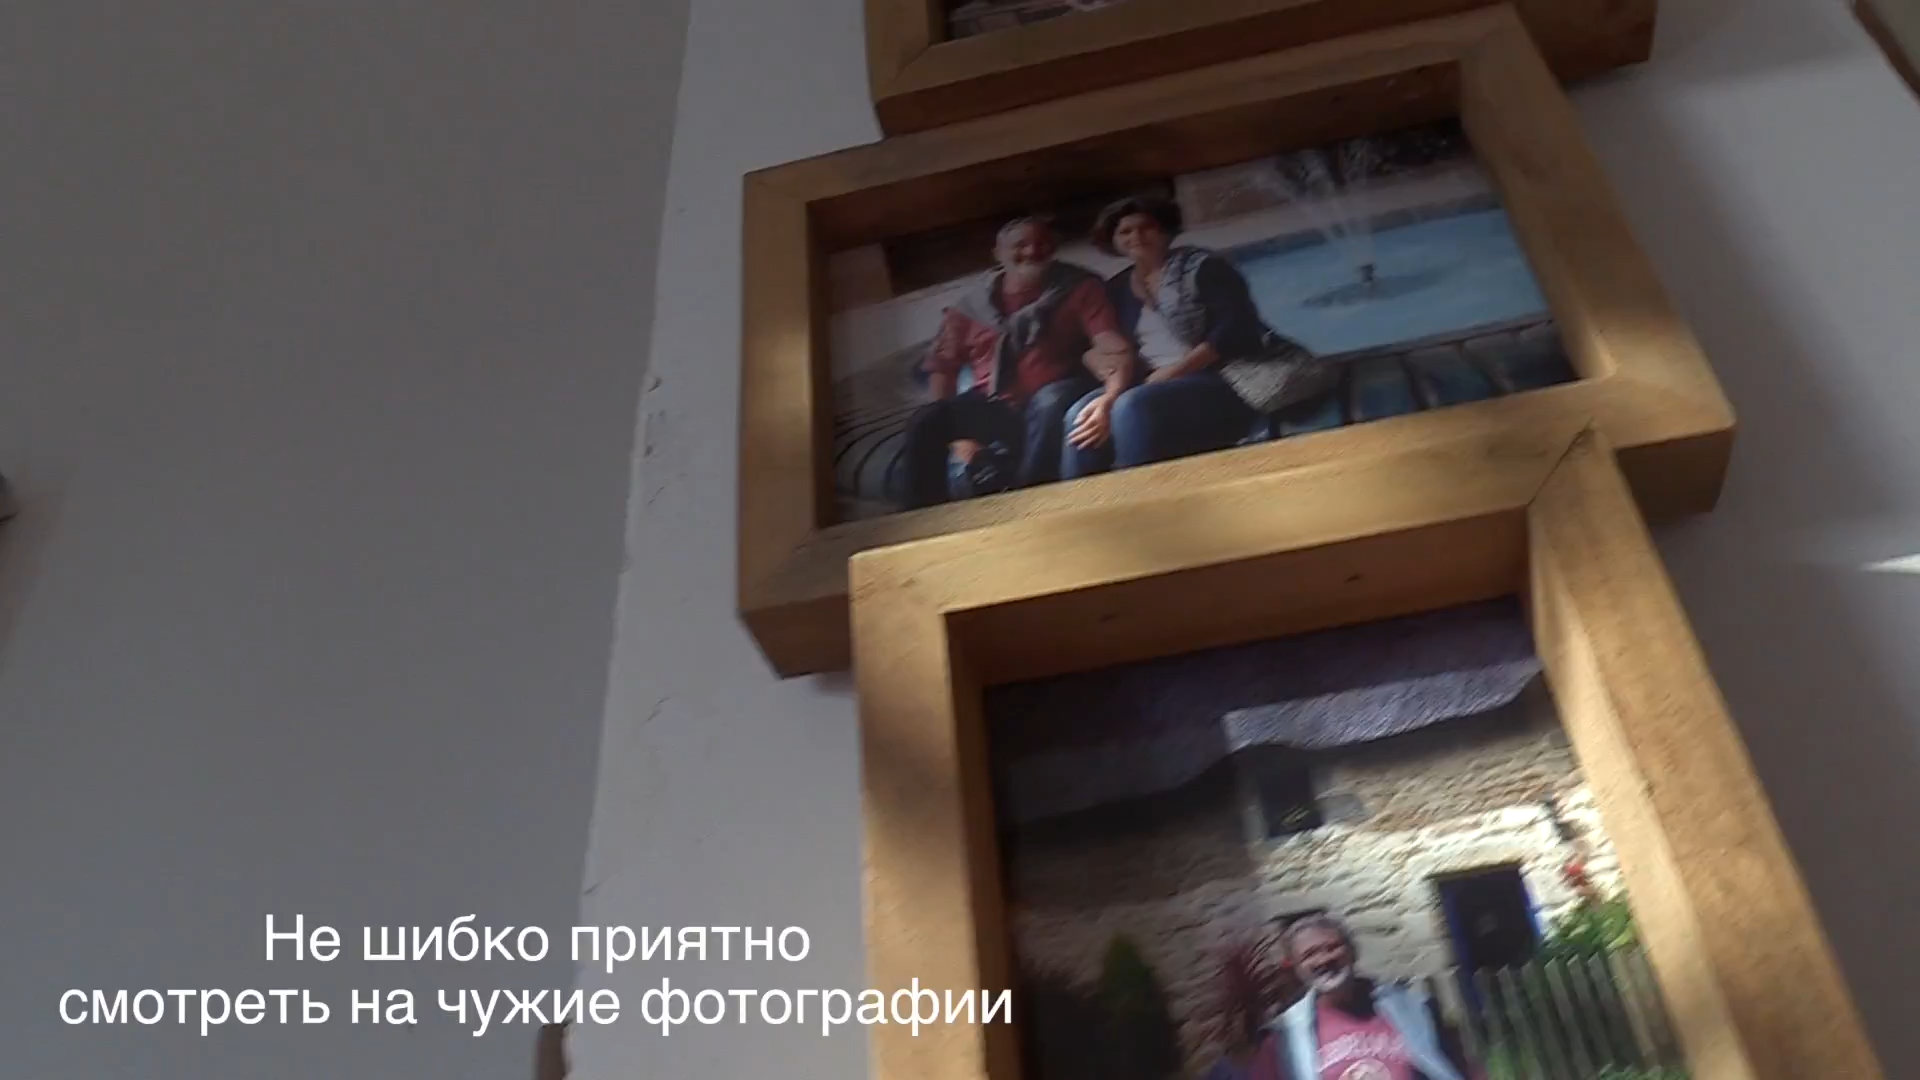 Не шибко приятно
смотреть на чужие фотографии